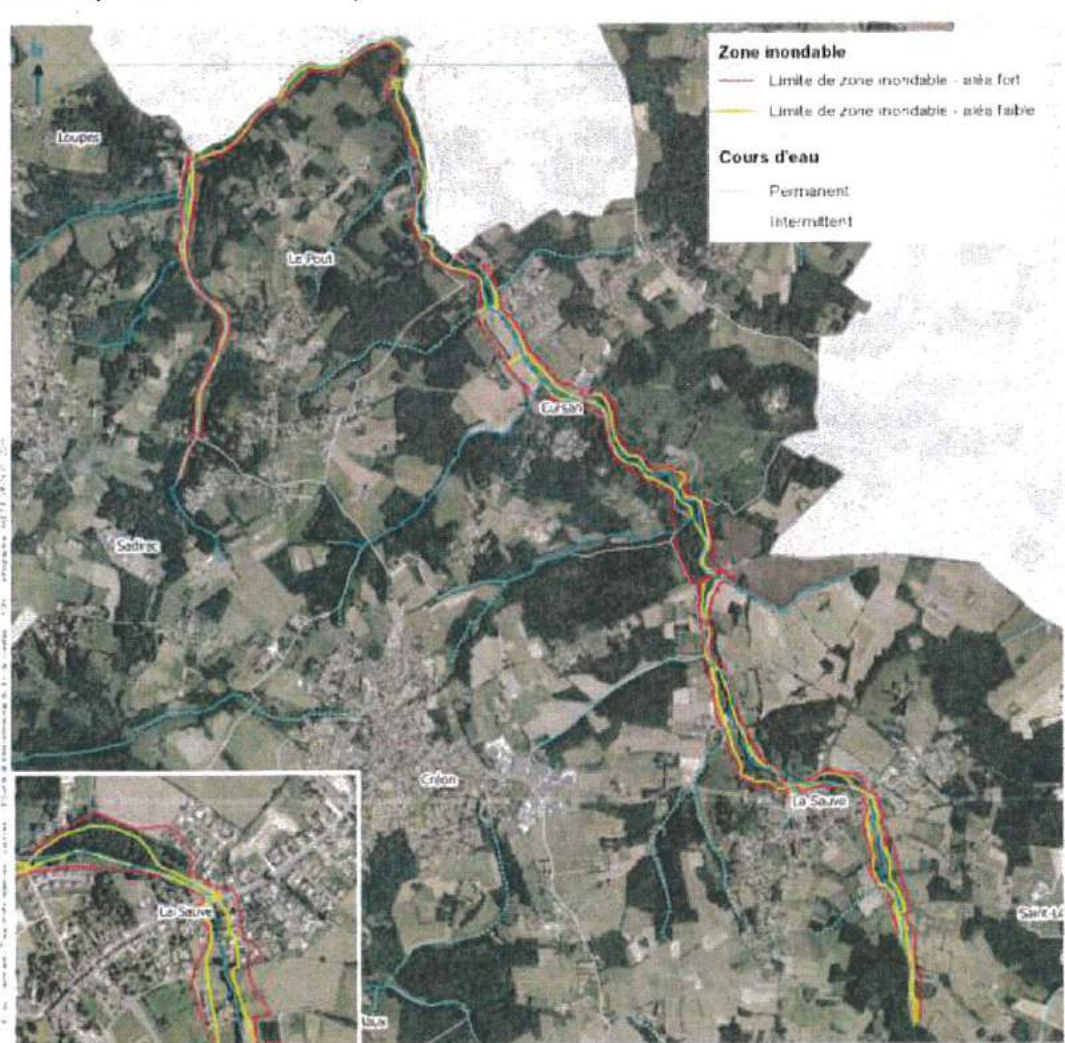 Zone inondable
Limite de zone inondable - aléa fort
Limite de zone inondable - aléa faible
Cours d'eau
Permanent
Intermittent
Loupes
Le Pout
Cursan
Sadirac
Créon
La Sauve
La Sauve